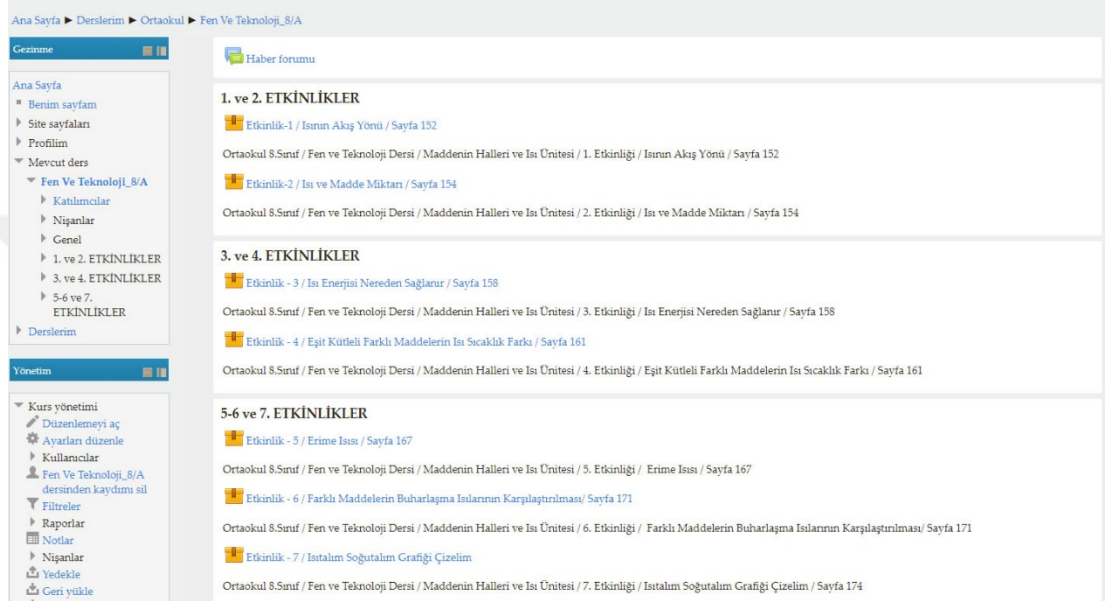 Ana Sayfa ► Derslerim ► Ortaokul ► Fen Ve Teknoloji_8/A
Gezinme
Ana Sayfa
Benim sayfam
Site sayfaları
Profilim
Mevcut ders
Fen Ve Teknoloji_8/A
Katılımcılar
Nişanlar
Genel
1. ve 2. ETKİNLİKLER
3. ve 4. ETKİNLİKLER
5-6 ve 7.
ETKİNLİKLER
Derslerim
Yönetim
Kurs yönetimi
Düzenlemeyi aç
Ayarları düzenle
Kullanıcılar
Fen Ve Teknoloji_8/A
dersinden kaydımı sil
Filtreler
Raporlar
Notlar
Nişanlar
Yedekle
Geri yükle
Haber forumu
1. ve 2. ETKİNLİKLER
Etkinlik-1 / Isının Akış Yönü / Sayfa 152
Ortaokul 8.Sınıf / Fen ve Teknoloji Dersi / Maddenin Halleri ve Isı Ünitesi / 1. Etkinliği / Isının Akış Yönü / Sayfa 152
Etkinlik-2 / Isı ve Madde Miktarı / Sayfa 154
Ortaokul 8.Sınıf / Fen ve Teknoloji Dersi / Maddenin Halleri ve Isı Ünitesi / 2. Etkinliği / Isı ve Madde Miktarı / Sayfa 154
3. ve 4. ETKİNLİKLER
Etkinlik - 3 / Isı Enerjisi Nereden Sağlanır / Sayfa 158
Ortaokul 8.Sınıf / Fen ve Teknoloji Dersi / Maddenin Halleri ve Isı Ünitesi / 3. Etkinliği / Isı Enerjisi Nereden Sağlanır / Sayfa 158
Etkinlik - 4 / Eşit Kütleli Farklı Maddelerin Isı Sıcaklık Farkı / Sayfa 161
Ortaokul 8.Sınıf / Fen ve Teknoloji Dersi / Maddenin Halleri ve Isı Ünitesi / 4. Etkinliği / Eşit Kütleli Farklı Maddelerin Isı Sıcaklık Farkı / Sayfa 161
5-6 ve 7. ETKİNLİKLER
Etkinlik - 5 / Erime Isısı / Sayfa 167
Ortaokul 8.Sınıf / Fen ve Teknoloji Dersi / Maddenin Halleri ve Isı Ünitesi / 5. Etkinliği / Erime Isısı / Sayfa 167
Etkinlik - 6 / Farklı Maddelerin Buharlaşma Isılarının Karşılaştırılması/ Sayfa 171
Ortaokul 8.Sınıf / Fen ve Teknoloji Dersi / Maddenin Halleri ve Isı Ünitesi / 6. Etkinliği / Farklı Maddelerin Buharlaşma Isılarının Karşılaştırılması/ Sayfa 171
Etkinlik - 7 / Isıtalım Soğutalım Grafiği Çizelim
Ortaokul 8.Sınıf / Fen ve Teknoloji Dersi / Maddenin Halleri ve Isı Ünitesi / 7. Etkinliği / Isıtalım Soğutalım Grafiği Çizelim / Sayfa 174